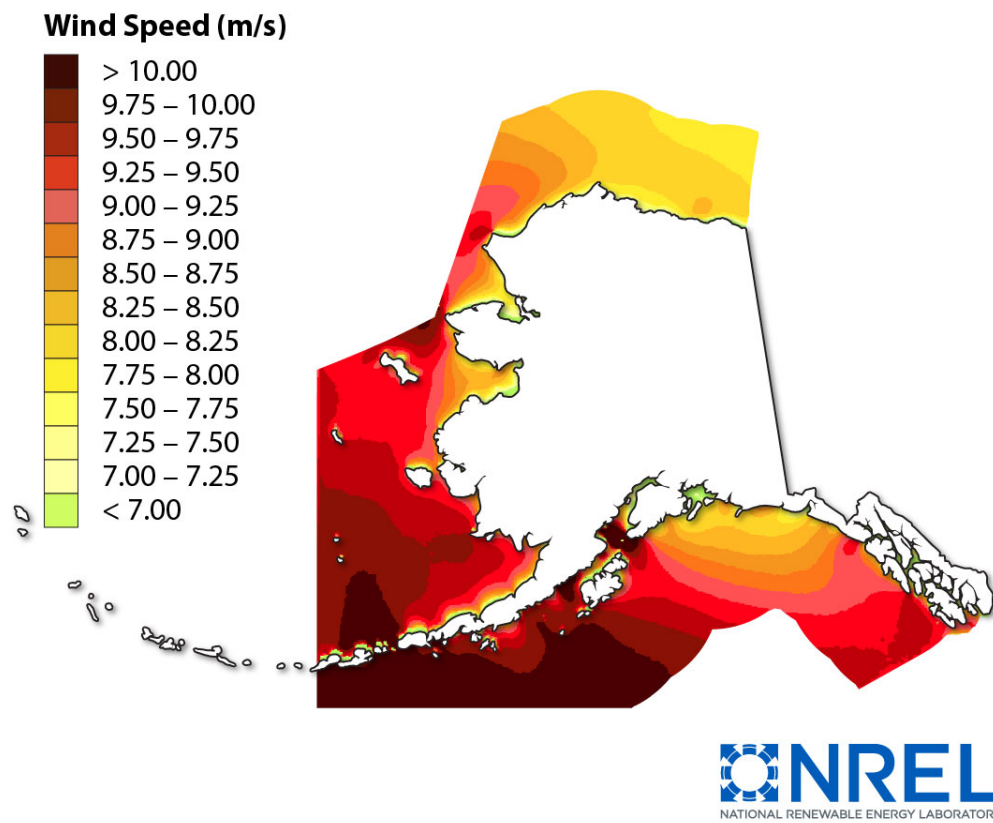 Wind Speed (m/s)
> 10.00
9.75 – 10.00
9.50 – 9.75
9.25 – 9.50
9.00 – 9.25
8.75 – 9.00
8.50 – 8.75
8.25 – 8.50
8.00 – 8.25
7.75 – 8.00
7.50 – 7.75
7.25 – 7.50
7.00 – 7.25
< 7.00
NREL
NATIONAL RENEWABLE ENERGY LABORATOR